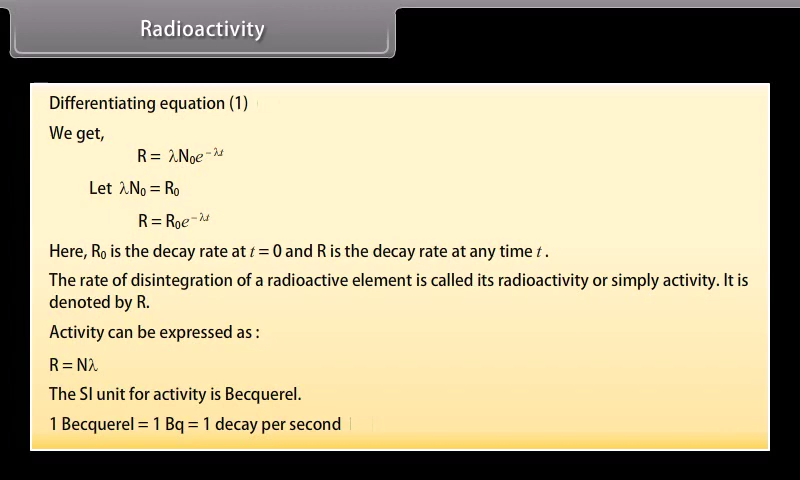 Radioactivity
Differentiating equation (1)
We get,
R = λN₀e⁻λᵗ
Let λN₀ = R₀
R = R₀e⁻λᵗ
Here, R₀ is the decay rate at t = 0 and R is the decay rate at any time t .
The rate of disintegration of a radioactive element is called its radioactivity or simply activity. It is
denoted by R.
Activity can be expressed as :
R = Nλ
The SI unit for activity is Becquerel.
1 Becquerel = 1 Bq = 1 decay per second